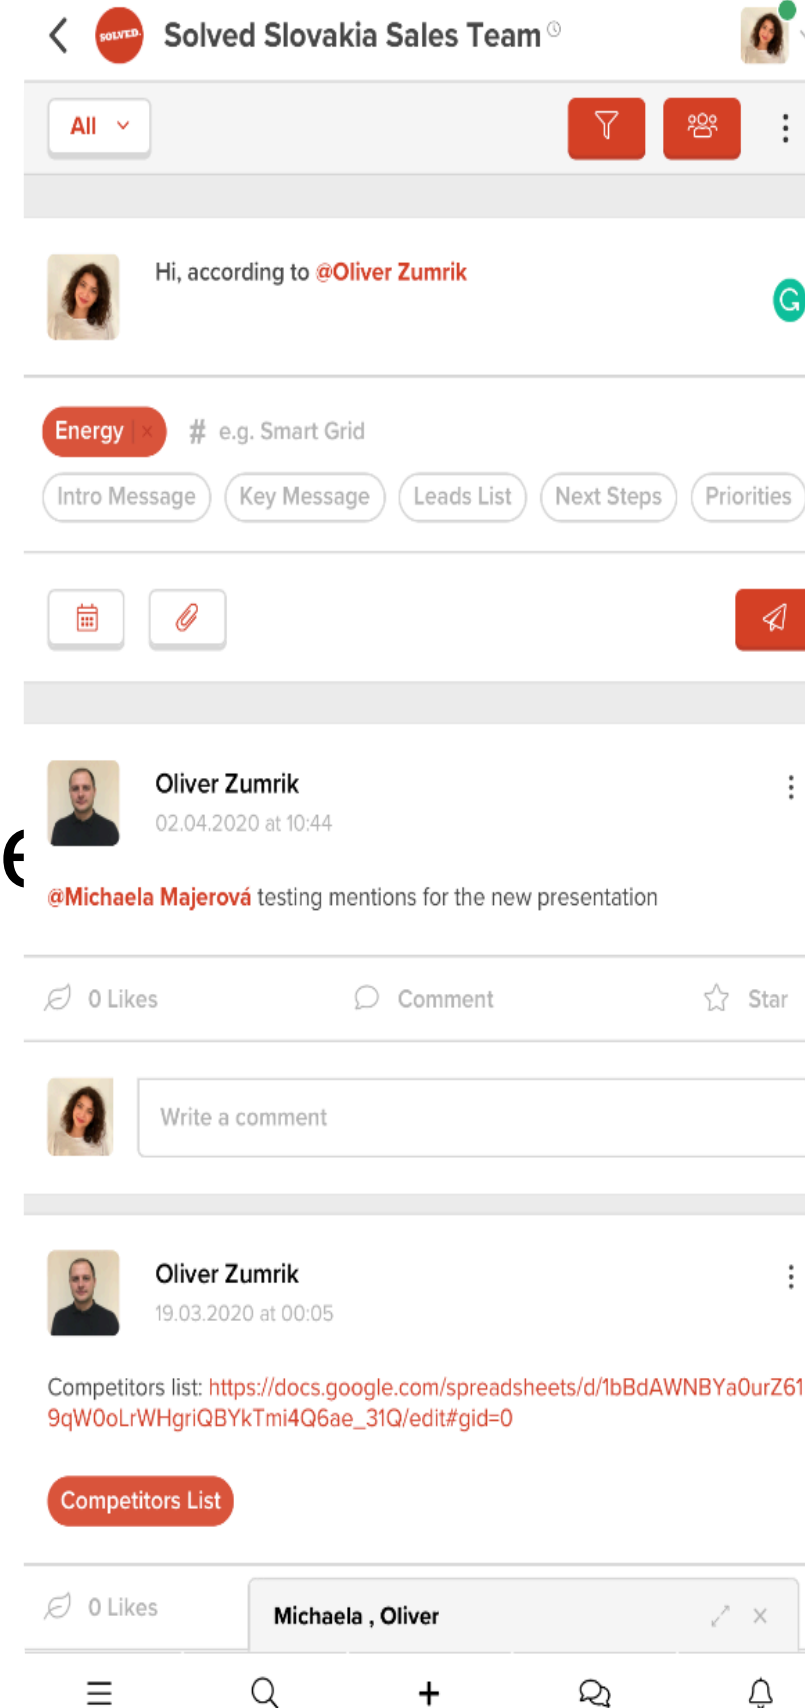 SOLVED.
Solved Slovakia Sales Team
All
Hi, according to @Oliver Zumrik
Energy × # e.g. Smart Grid
Intro Message Key Message Leads List Next Steps Priorities
Oliver Zumrik
02.04.2020 at 10:44
@Michaela Majerová testing mentions for the new presentation
0 Likes Comment Star
Write a comment
Oliver Zumrik
19.03.2020 at 00:05
Competitors list: https://docs.google.com/spreadsheets/d/1bBdAWNBYa0urZ61
9qW0oLrWHgriQBYkTmi4Q6ae_31Q/edit#gid=0
Competitors List
0 Likes
Michaela , Oliver